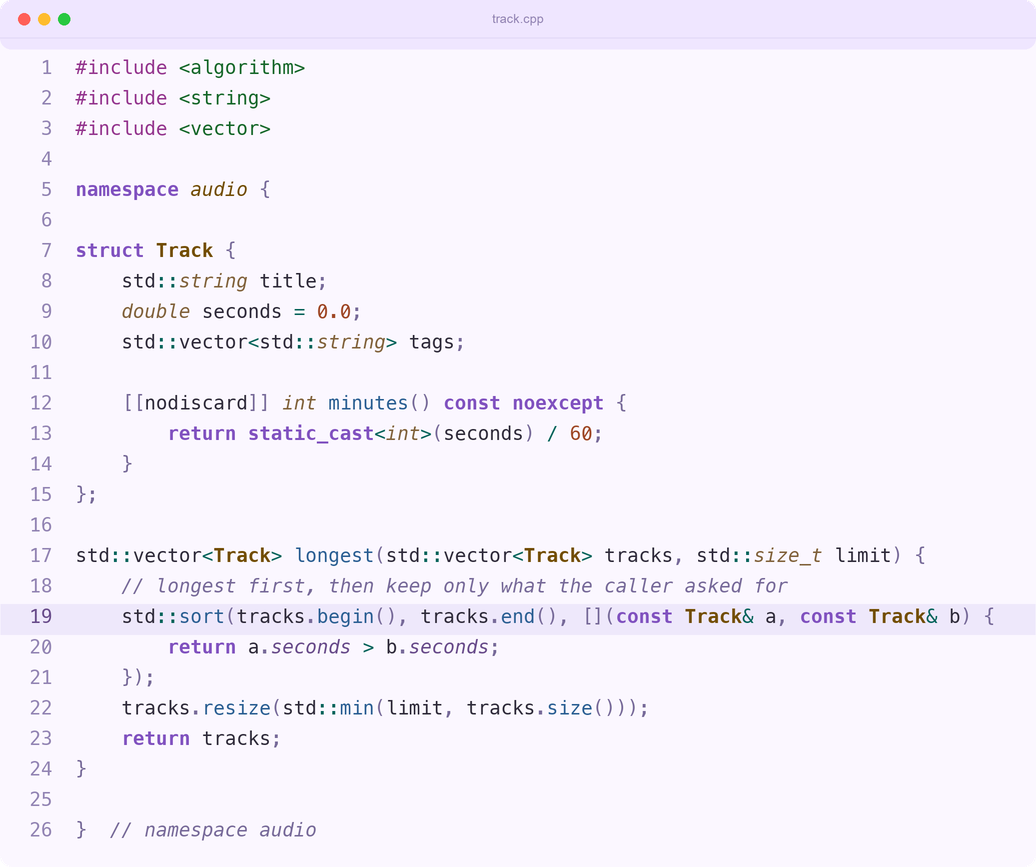 track.cpp
1 #include <algorithm>
2 #include <string>
3 #include <vector>
4
5 namespace audio {
6
7 struct Track {
8     std::string title;
9     double seconds = 0.0;
10     std::vector<std::string> tags;
11
12     [[nodiscard]] int minutes() const noexcept {
13         return static_cast<int>(seconds) / 60;
14     }
15 };
16
17 std::vector<Track> longest(std::vector<Track> tracks, std::size_t limit) {
18     // longest first, then keep only what the caller asked for
19     std::sort(tracks.begin(), tracks.end(), [](const Track& a, const Track& b) {
20         return a.seconds > b.seconds;
21     });
22     tracks.resize(std::min(limit, tracks.size()));
23     return tracks;
24 }
25
26 }  // namespace audio